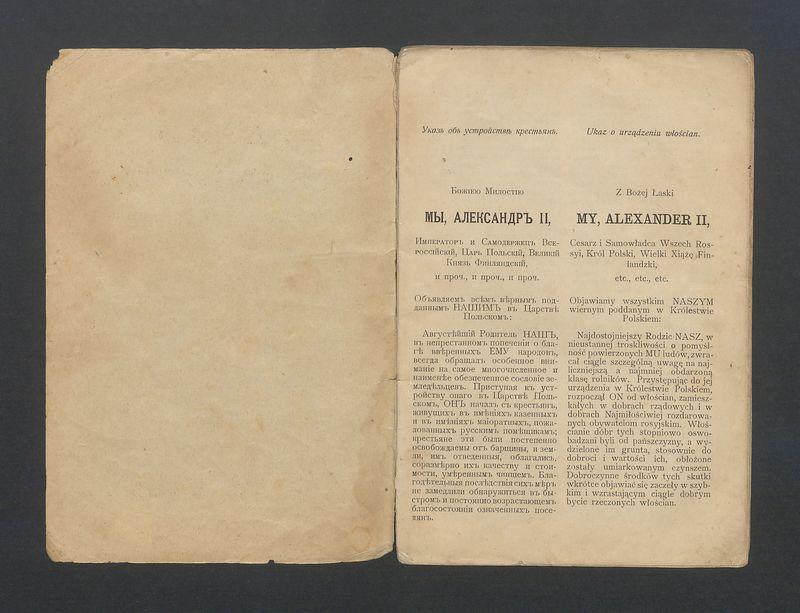 Указъ объ устройствѣ крестьянъ.
Божіею Милостію
МЫ, АЛЕКСАНДРЪ II,
Императоръ и Самодержецъ Все-
россійскій, Царь Польскій, Великій
Князь Финляндскій,
и проч., и проч., и проч.
Объявляемъ всѣмъ вѣрнымъ под-
даннымъ НАШИМЪ въ Царствѣ
Польскомъ:
Августѣйшій Родитель НАШЪ,
въ непрестанномъ попеченіи о бла-
гѣ ввѣренныхъ ЕМУ народовъ,
всегда обращалъ особенное вни-
маніе на самое многочисленное и
наименѣе обезпеченное сословіе зе-
мледѣльцевъ. Приступая къ уст-
ройству онаго въ Царствѣ Поль-
скомъ, ОНЪ началъ съ крестьянъ,
живущихъ въ имѣніяхъ казенныхъ
и въ имѣніяхъ маіоратныхъ, пожа-
лованныхъ русскимъ помѣщикамъ;
крестьяне эти были постепенно
освобождаемы отъ барщины, и зем-
ли, имъ отведенныя, облагались,
соразмѣрно ихъ качеству и стои-
мости, умѣреннымъ чиншемъ. Бла-
годѣтельныя послѣдствія сихъ мѣръ
не замедлили обнаружиться въ бы-
стромъ и постоянно возрастающемъ
благосостояніи означенныхъ посе-
лянъ.
Ukaz o urządzeniu włościan.
Z Bożej Łaski
MY, ALEXANDER II,
Cesarz i Samowładca Wszech Ros-
syi, Król Polski, Wielki Xiążę Fin-
landzki,
etc., etc., etc.
Objawiamy wszystkim NASZYM
wiernym poddanym w Królestwie
Polskiem:
Najdostojniejszy Rodzic NASZ, w
nieustannej troskliwości o pomyśl-
ność powierzonych MU ludów, zwra-
cał ciągle szczególną uwagę na naj-
liczniejszą a najmniej obdarzoną
klasę rolników. Przystępując do jej
urządzenia w Królestwie Polskiem,
rozpoczął ON od włościan, zamiesz-
kałych w dobrach rządowych i w
dobrach Najmiłościwiej rozdarowa-
nych obywatelom rosyjskim. Włoś-
cianie dóbr tych stopniowo oswo-
badzani byli od pańszczyzny, a wy-
dzielone im grunta, stosownie do
dobroci i wartości ich, obłożone
zostały umiarkowanym czynszem.
Dobroczynne środków tych skutki
wkrótce objawiać się zaczęły w szyb-
kim i wzrastającym ciągle dobrym
bycie rzeczonych włościan.